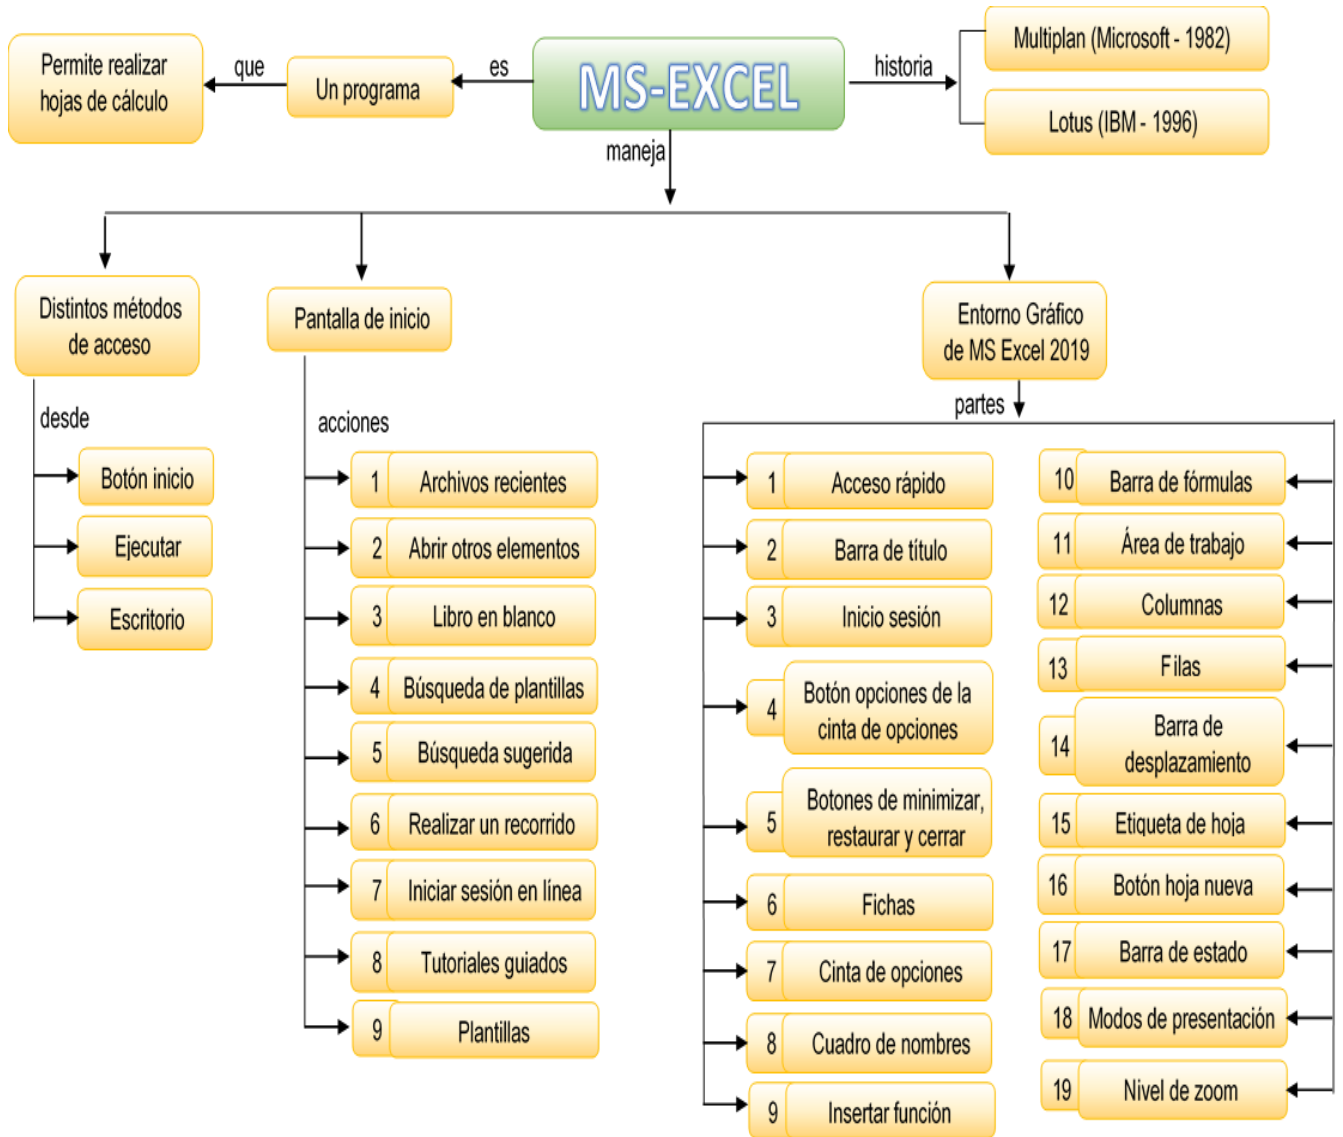 Permite realizar
hojas de cálculo
que
Un programa
es
MS-EXCEL
historia
Multiplan (Microsoft - 1982)
Lotus (IBM - 1996)
maneja
Distintos métodos
de acceso
desde
Botón inicio
Ejecutar
Escritorio
Pantalla de inicio
acciones
1 Archivos recientes
2 Abrir otros elementos
3 Libro en blanco
4 Búsqueda de plantillas
5 Búsqueda sugerida
6 Realizar un recorrido
7 Iniciar sesión en línea
8 Tutoriales guiados
9 Plantillas
Entorno Gráfico
de MS Excel 2019
partes
1 Acceso rápido
2 Barra de título
3 Inicio sesión
4 Botón opciones de la
cinta de opciones
5 Botones de minimizar,
restaurar y cerrar
6 Fichas
7 Cinta de opciones
8 Cuadro de nombres
9 Insertar función
10 Barra de fórmulas
11 Área de trabajo
12 Columnas
13 Filas
14 Barra de
desplazamiento
15 Etiqueta de hoja
16 Botón hoja nueva
17 Barra de estado
18 Modos de presentación
19 Nivel de zoom